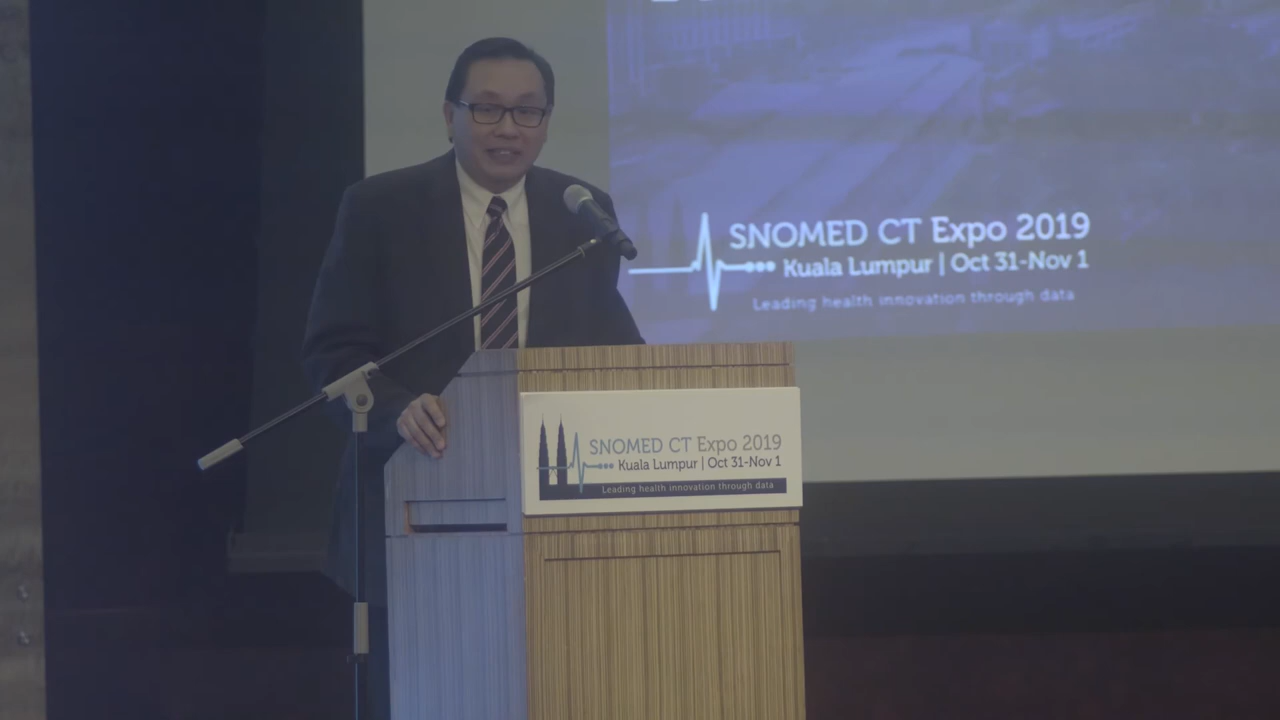 SNOMED CT Expo 2019
Kuala Lumpur | Oct 31-Nov 1
Leading health innovation through data
SNOMED CT Expo 2019
Kuala Lumpur | Oct 31-Nov 1
Leading health innovation through data